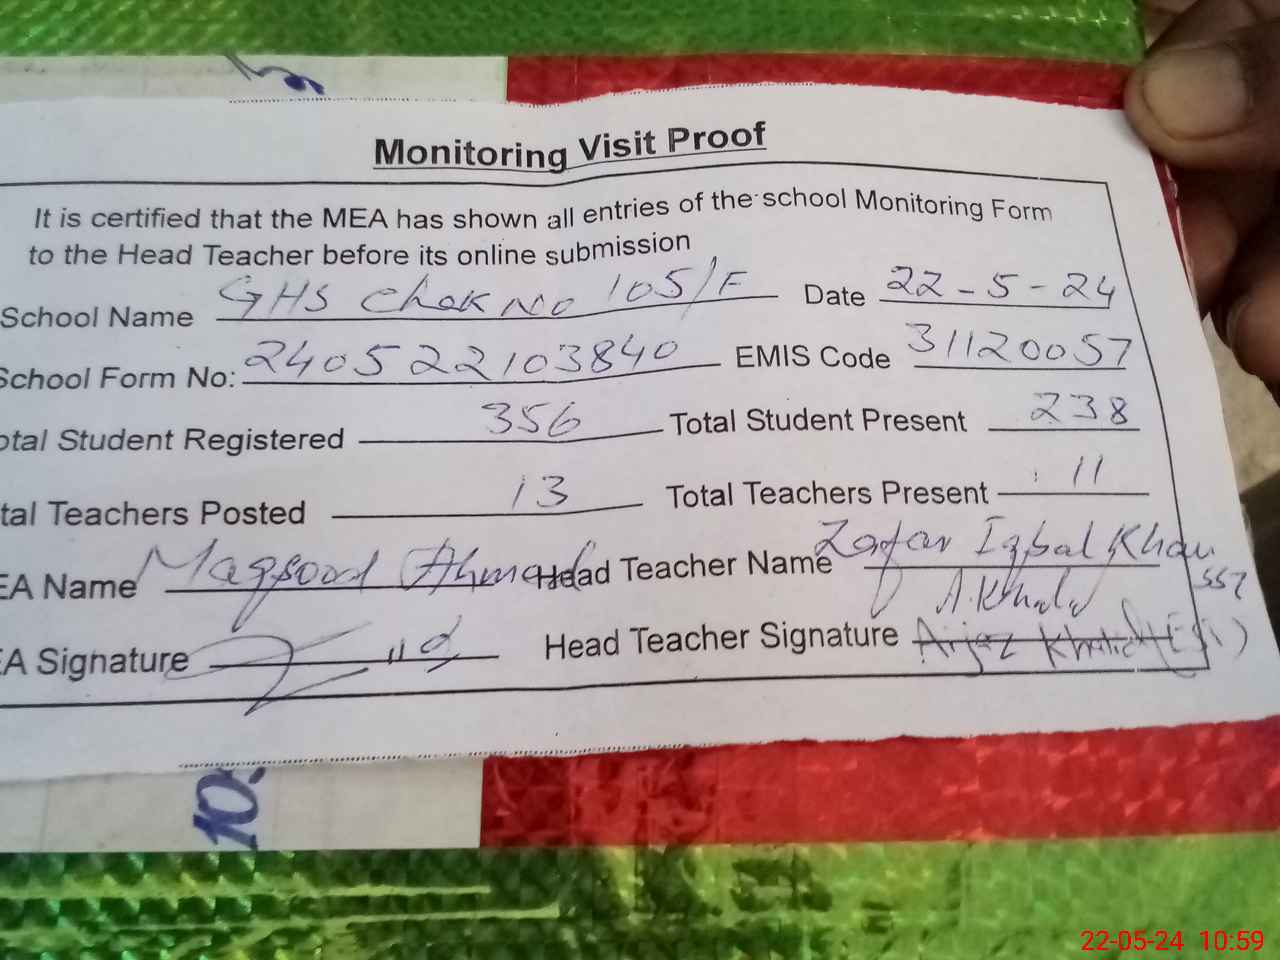 Monitoring Visit Proof
It is certified that the MEA has shown all entries of the school Monitoring Form
to the Head Teacher before its online submission
School Name GHS Chak No 105/F Date 22-5-24
School Form No: 240522103840 EMIS Code 31120057
otal Student Registered 356 Total Student Present 238
tal Teachers Posted 13 Total Teachers Present 11
EA Name Maqsood Ahmad Head Teacher Name Zafar Iqbal Khan
A.Khalid
EA Signature Head Teacher Signature Aijaz Khalid
105
22-05-24 10:59